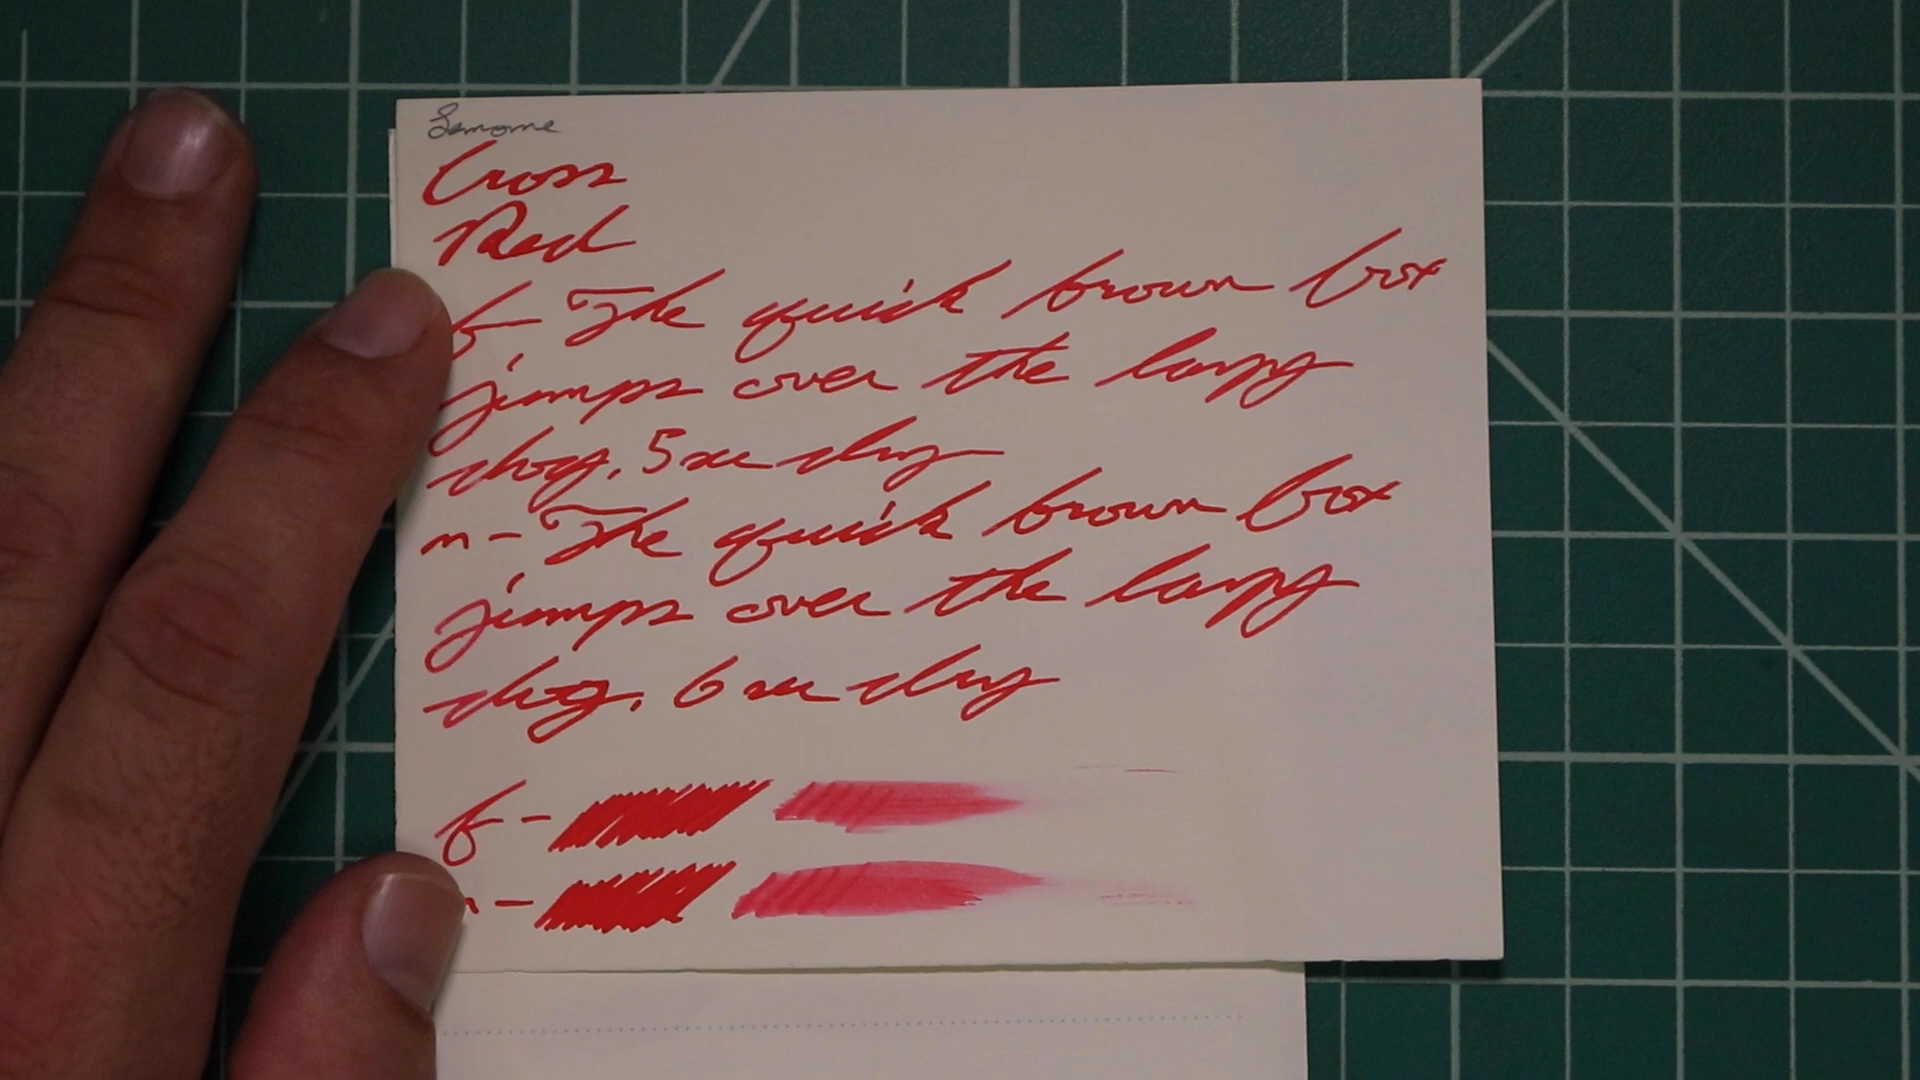 Cross
Red
f- The quick brown fox
jumps over the lazy
dog. 5 sec dry
m- The quick brown fox
jumps over the lazy
dog. 6 sec dry
f-
-